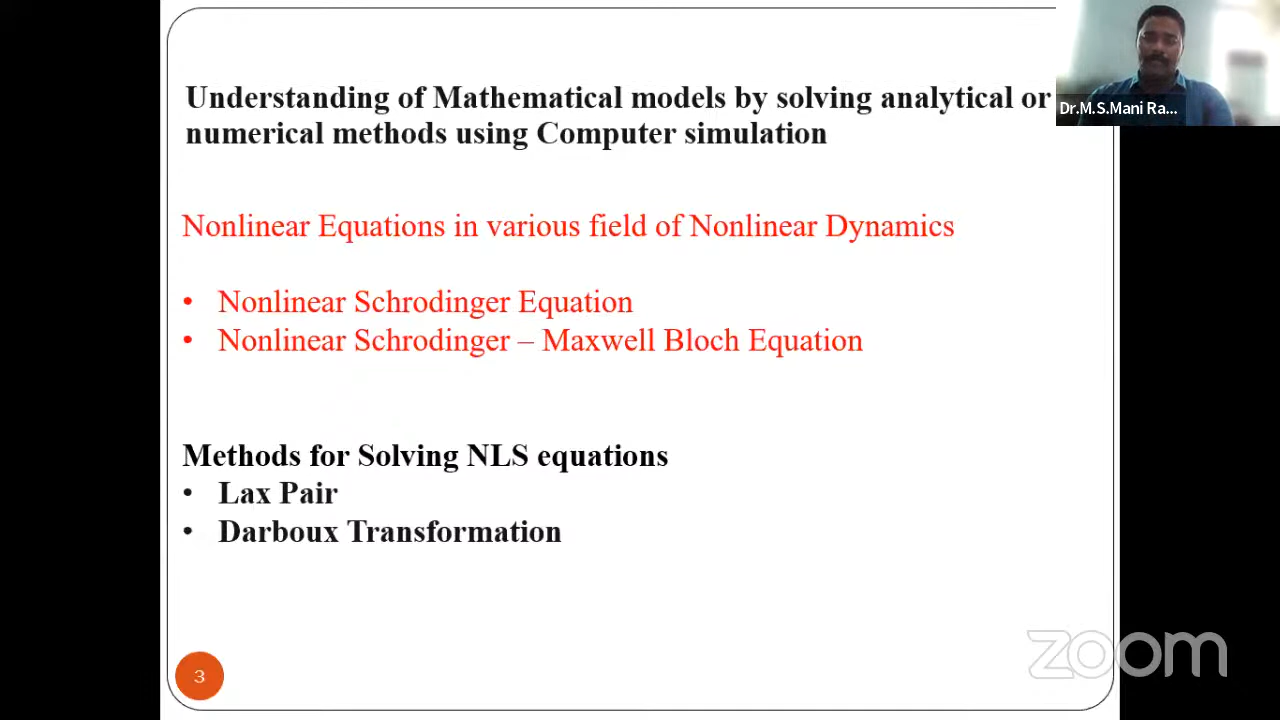 Understanding of Mathematical models by solving analytical or
numerical methods using Computer simulation
Nonlinear Equations in various field of Nonlinear Dynamics
• Nonlinear Schrodinger Equation
• Nonlinear Schrodinger – Maxwell Bloch Equation
Methods for Solving NLS equations
• Lax Pair
• Darboux Transformation
3
Dr.M.S.Mani Ra...
zoom